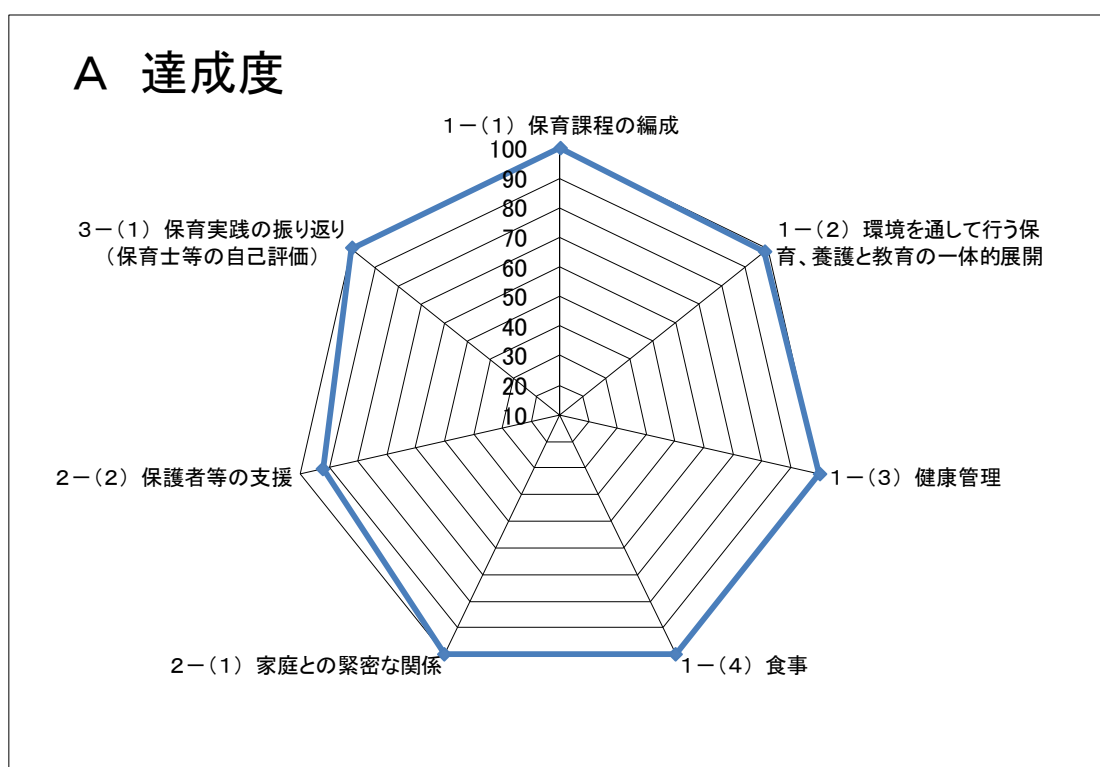 A 達成度
1－(1) 保育課程の編成
100
90
80
70
60
50
40
30
20
10
1－(2) 環境を通して行う保
育、養護と教育の一体的展開
1－(3) 健康管理
1－(4) 食事
2－(1) 家庭との緊密な関係
2－(2) 保護者等の支援
3－(1) 保育実践の振り返り
(保育士等の自己評価)